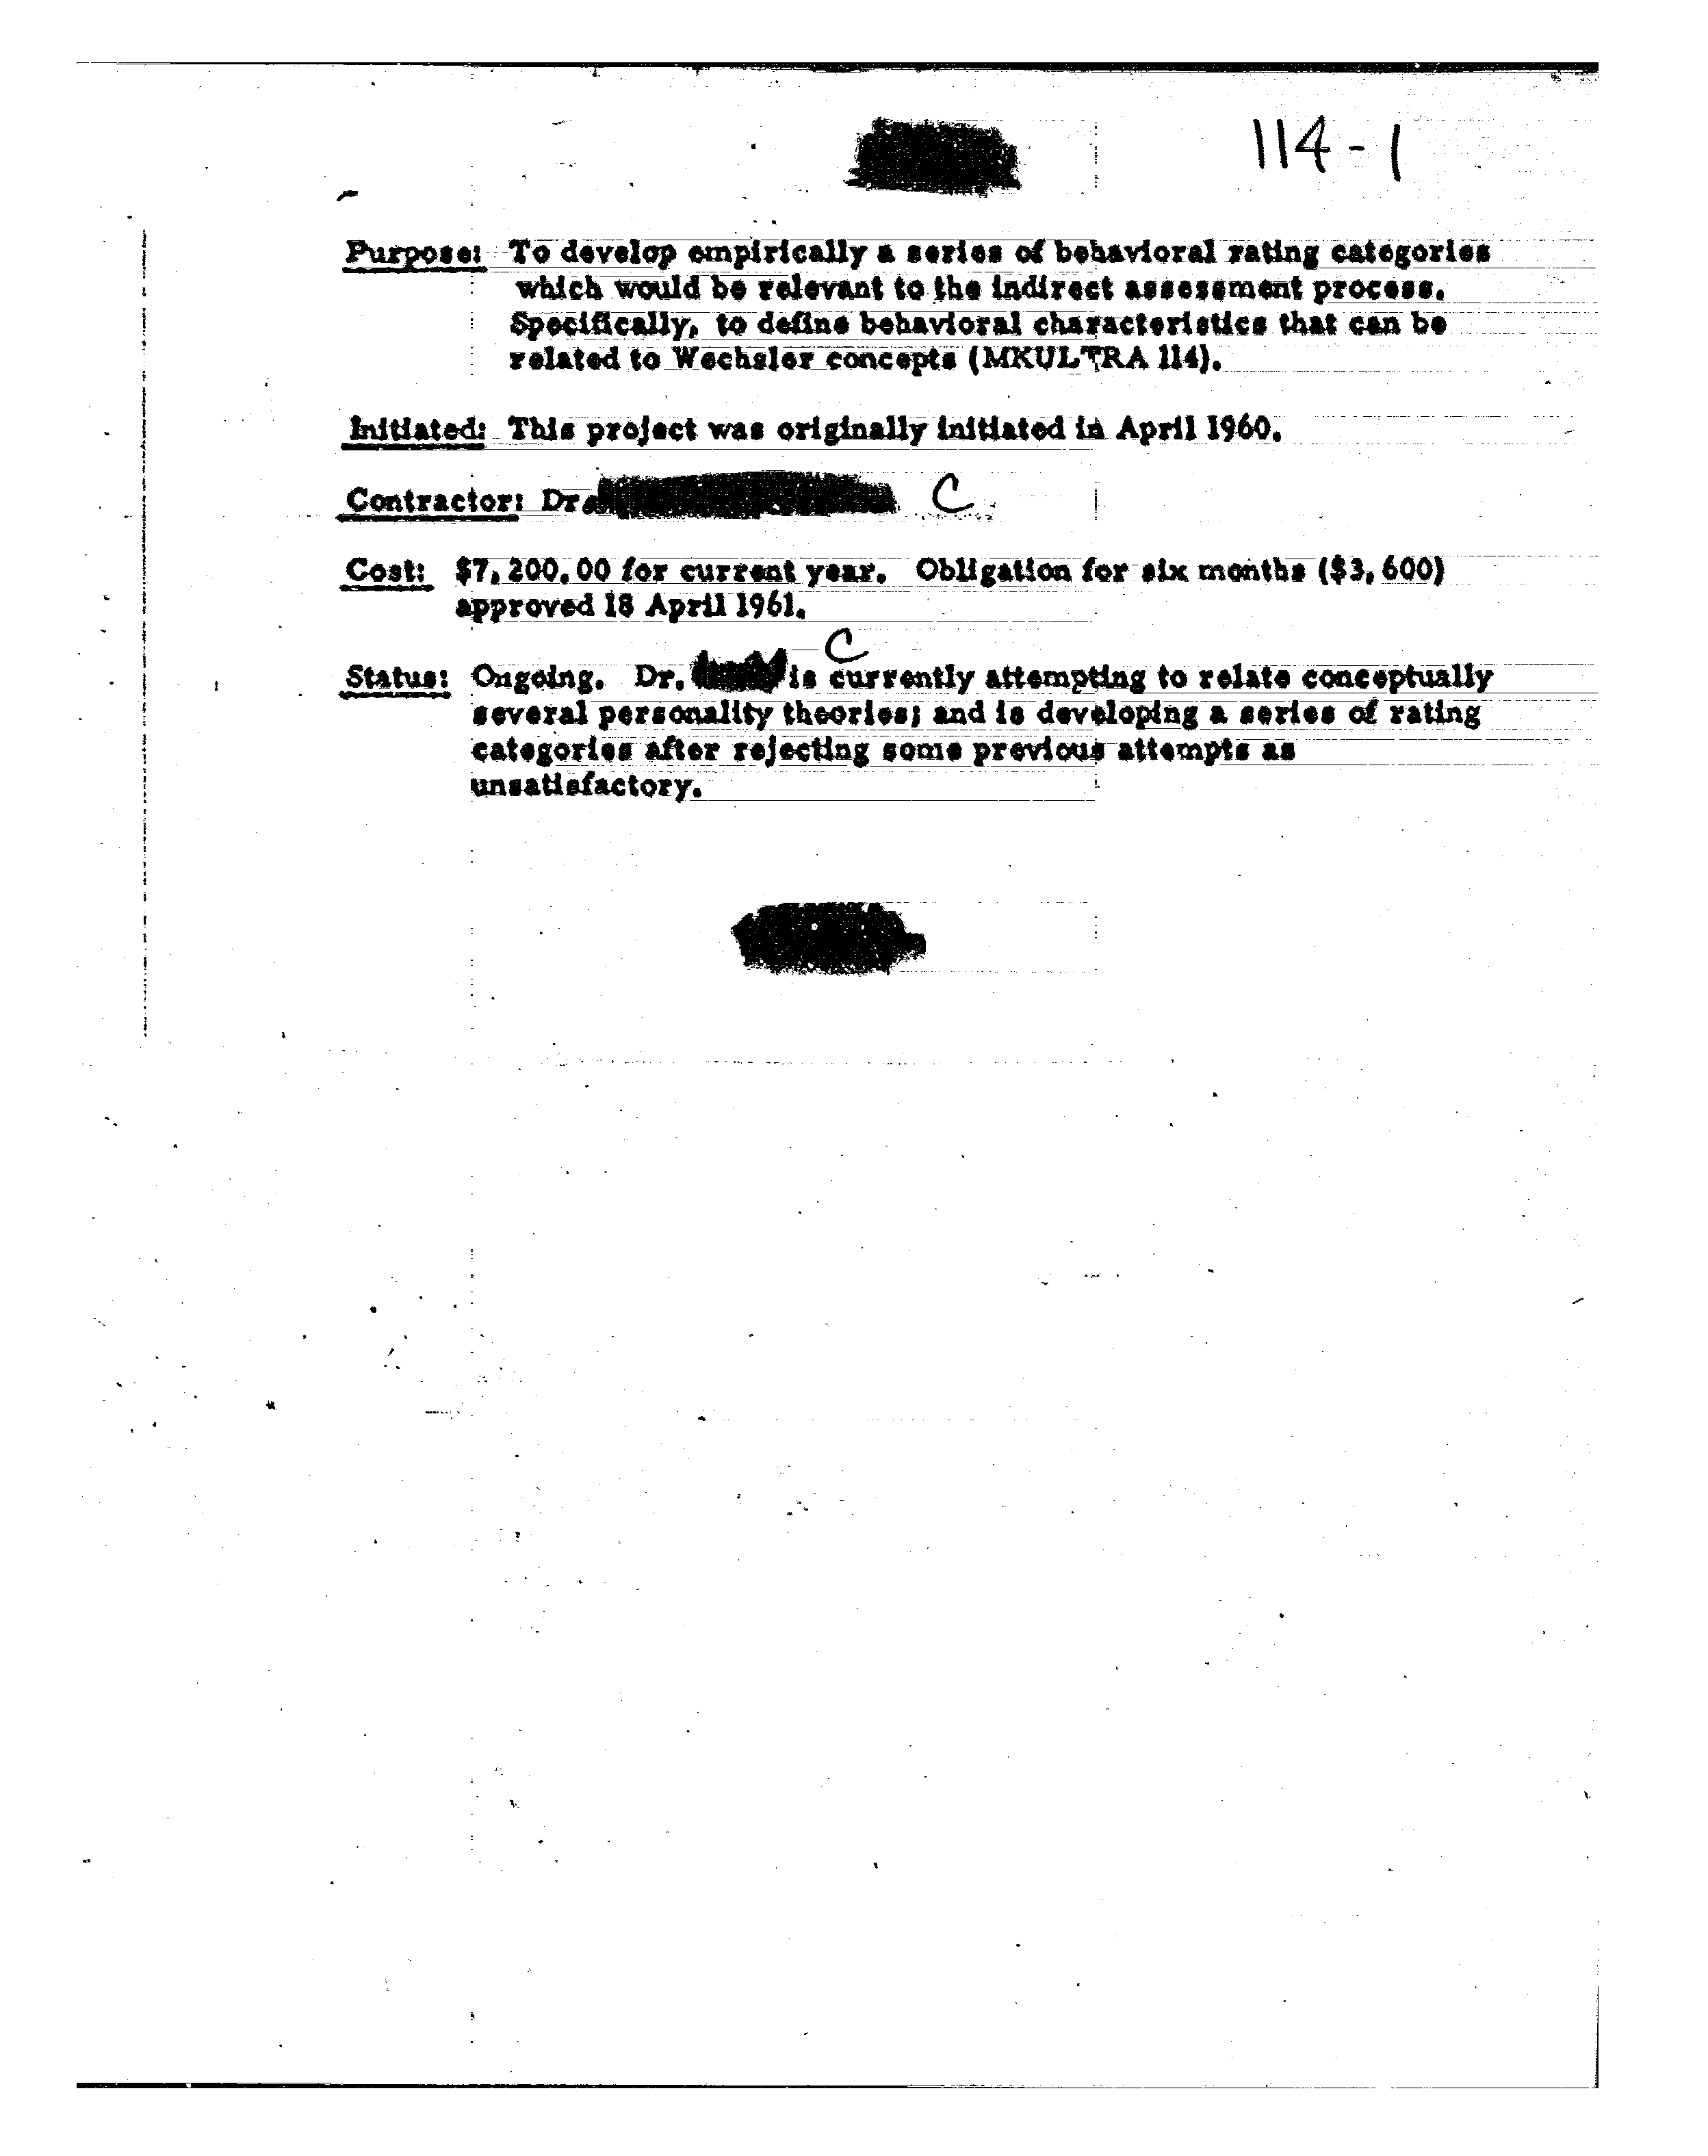 114-1
Purpose: To develop empirically a series of behavioral rating categories
which would be relevant to the indirect assessment process.
Specifically, to define behavioral characteristics that can be
related to Wechsler concepts (MKULTRA 114).
Initiated: This project was originally initiated in April 1960.
Contractor: Dr. C
Cost: $7,200.00 for current year. Obligation for six months ($3,600)
approved 18 April 1961.
C
Status: Ongoing. Dr. is currently attempting to relate conceptually
several personality theories; and is developing a series of rating
categories after rejecting some previous attempts as
unsatisfactory.